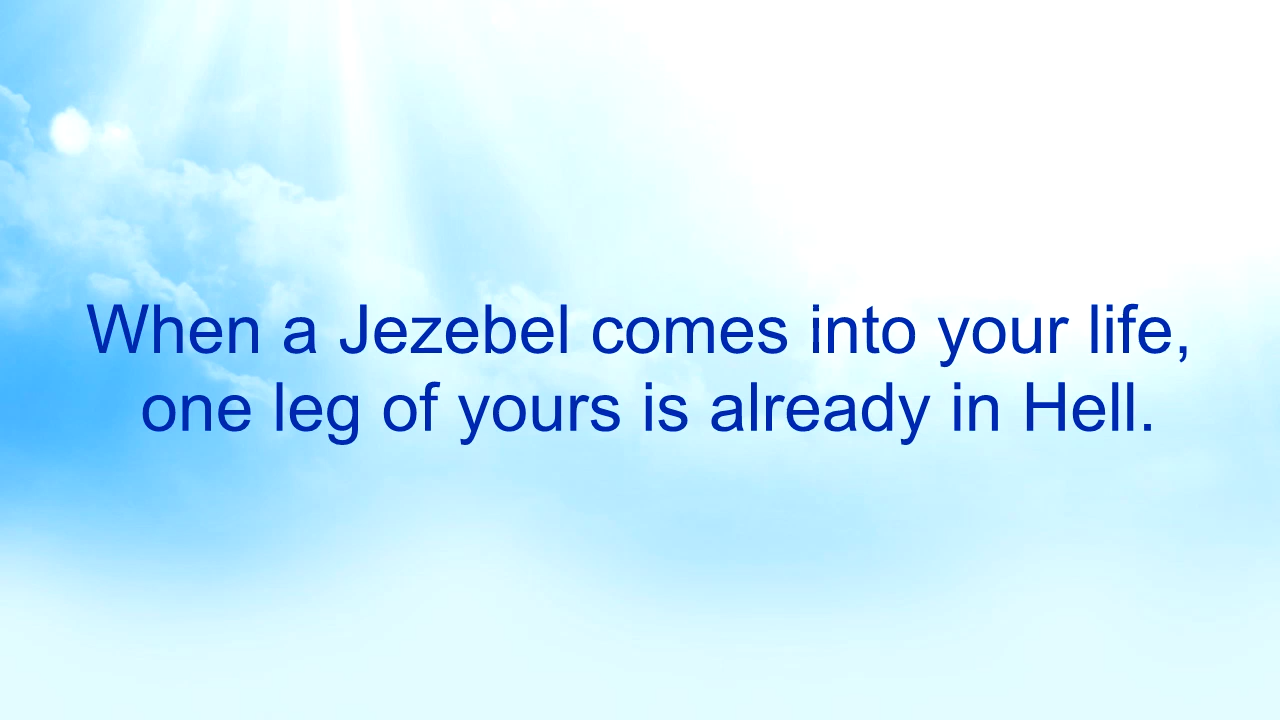 When a Jezebel comes into your life,
one leg of yours is already in Hell.